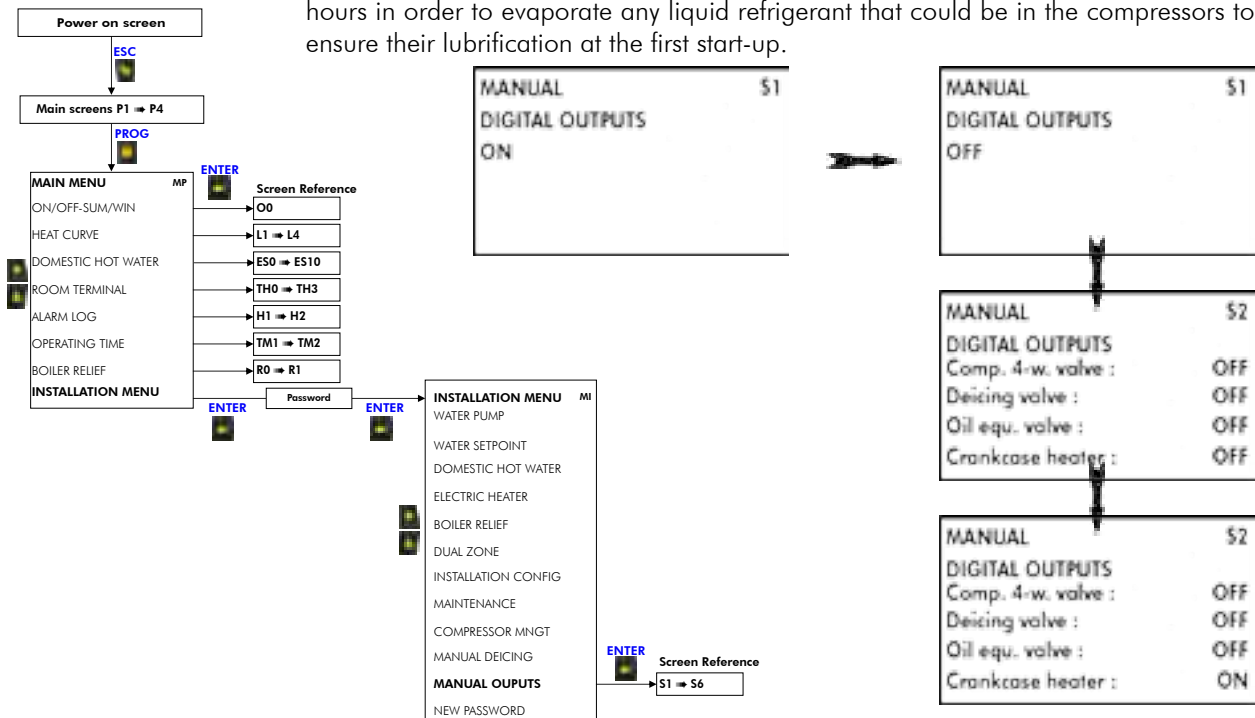 hours in order to evaporate any liquid refrigerant that could be in the compressors to
ensure their lubrification at the first start-up.
Power on screen
ESC
Main screens P1 ➠ P4
PROG
MAIN MENU MP
ENTER
Screen Reference
ON/OFF-SUM/WIN
O0
HEAT CURVE
L1 ➠ L4
DOMESTIC HOT WATER
ES0 ➠ ES10
ROOM TERMINAL
TH0 ➠ TH3
ALARM LOG
H1 ➠ H2
OPERATING TIME
TM1 ➠ TM2
BOILER RELIEF
R0 ➠ R1
INSTALLATION MENU
ENTER
Password
ENTER
INSTALLATION MENU MI
WATER PUMP
WATER SETPOINT
DOMESTIC HOT WATER
ELECTRIC HEATER
BOILER RELIEF
DUAL ZONE
INSTALLATION CONFIG
MAINTENANCE
COMPRESSOR MNGT
MANUAL DEICING
MANUAL OUPUTS
NEW PASSWORD
ENTER
Screen Reference
S1 ➠ S6
MANUAL S1
DIGITAL OUTPUTS
ON
MANUAL S1
DIGITAL OUTPUTS
OFF
MANUAL S2
DIGITAL OUTPUTS
Comp. 4-w. valve : OFF
Deicing valve : OFF
Oil equ. valve : OFF
Crankcase heater : OFF
MANUAL S2
DIGITAL OUTPUTS
Comp. 4-w. valve : OFF
Deicing valve : OFF
Oil equ. valve : OFF
Crankcase heater : ON